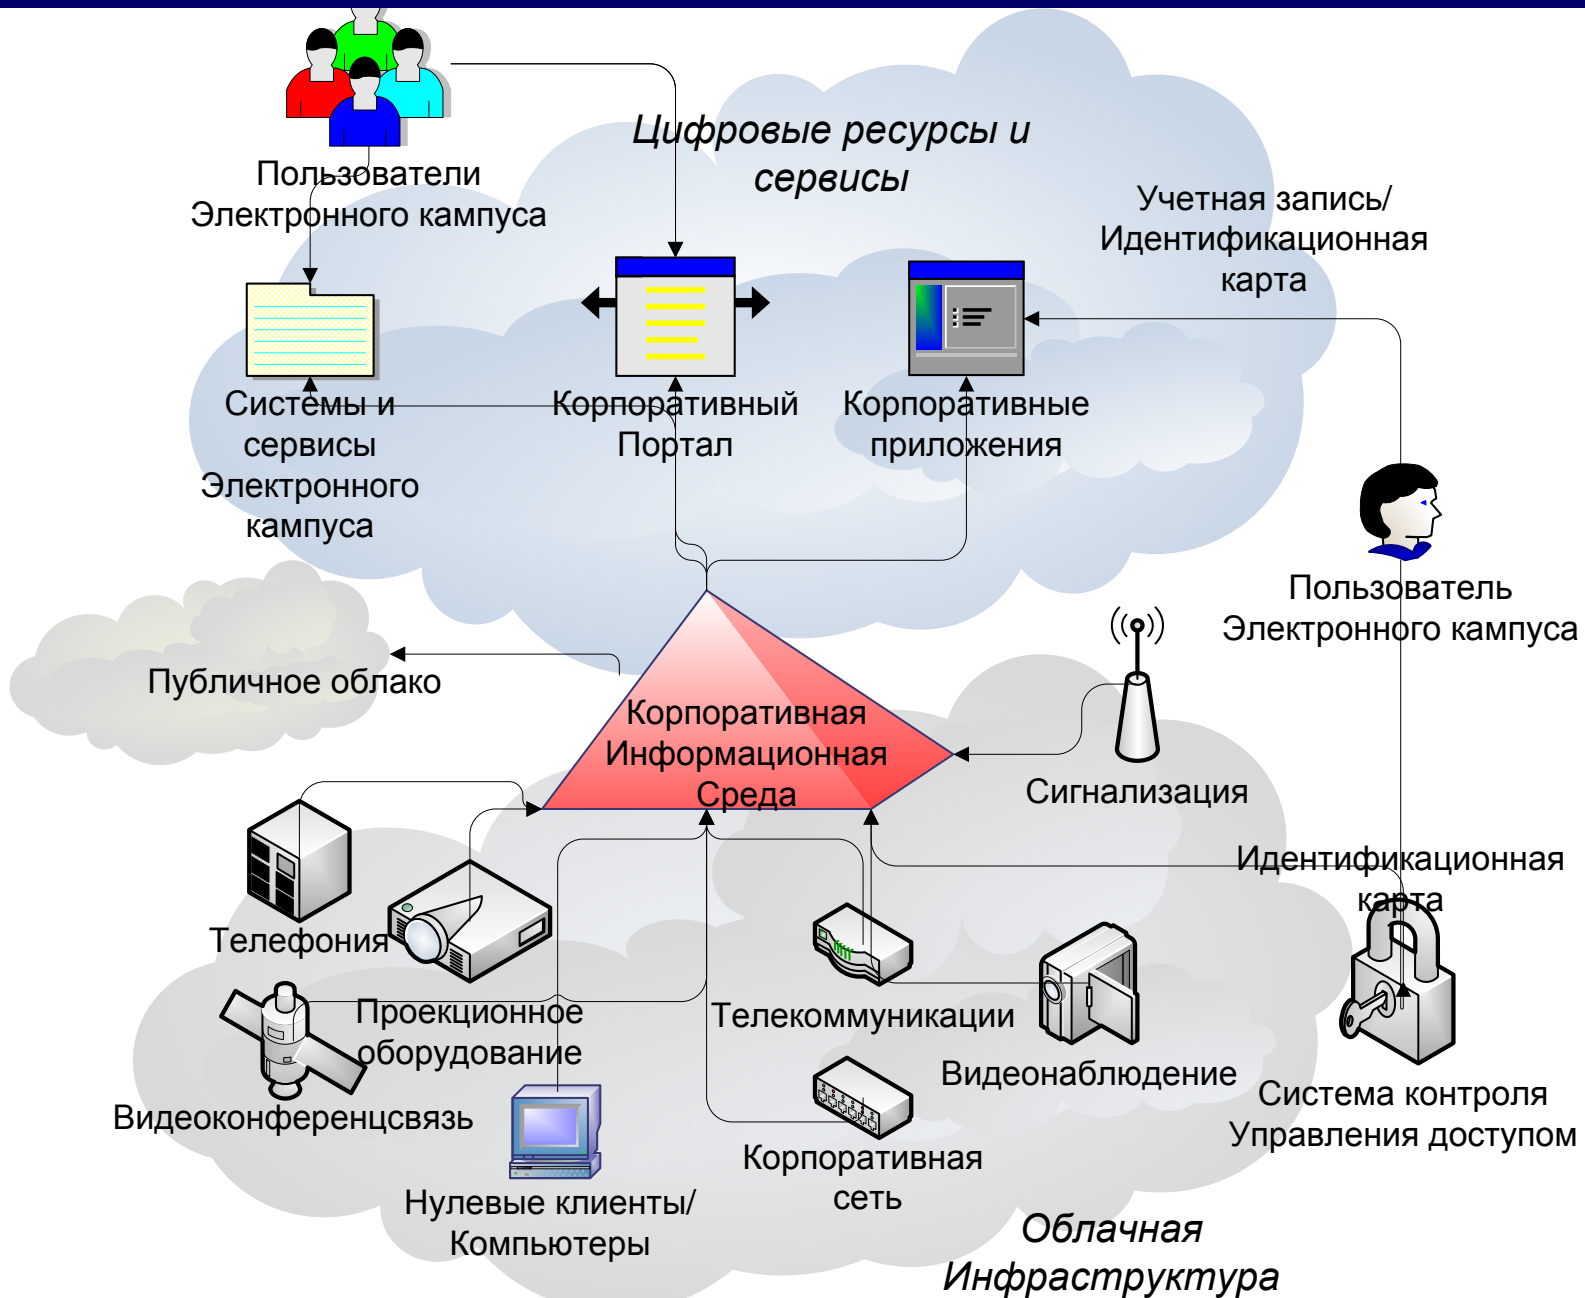 Цифровые ресурсы и
сервисы
Пользователи
Электронного кампуса
Учетная запись/
Идентификационная
карта
Системы и
сервисы
Электронного
кампуса
Корпоративный
Портал
Корпоративные
приложения
Пользователь
Электронного кампуса
Публичное облако
Корпоративная
Информационная
Среда
Сигнализация
Идентификационная
карта
Телефония
Проекционное
оборудование
Телекоммуникации
Видеонаблюдение
Видеоконференцсвязь
Система контроля
Управления доступом
Корпоративная
сеть
Нулевые клиенты/
Компьютеры
Облачная
Инфраструктура